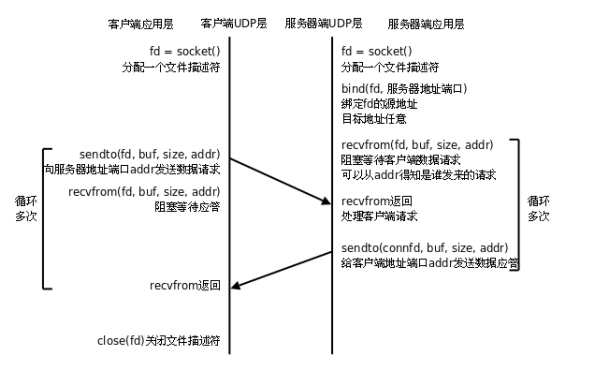 客户端应用层 客户端UDP层 服务器端UDP层 服务器端应用层
fd = socket()
分配一个文件描述符
fd = socket()
分配一个文件描述符
bind(fd, 服务器地址端口)
绑定fd的源地址
目标地址任意
sendto(fd, buf, size, addr)
向服务器地址端口addr发送数据请求
recvfrom(fd, buf, size, addr)
阻塞等待客户端数据请求
可以从addr得知是谁发来的请求
recvfrom(fd, buf, size, addr)
阻塞等待应答
recvfrom返回
处理客户端请求
循环
多次
循环
多次
sendto(connfd, buf, size, addr)
给客户端地址端口addr发送数据应答
recvfrom返回
close(fd)关闭文件描述符